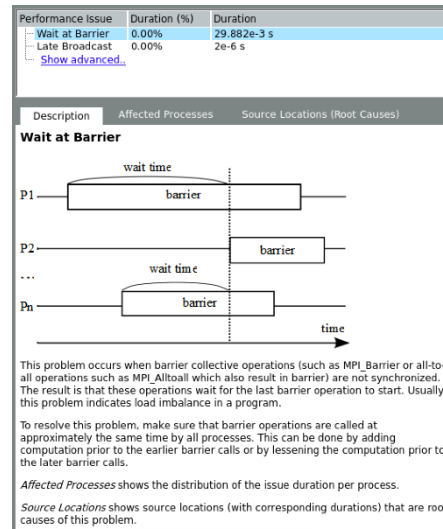 Performance Issue Duration (%) Duration
Wait at Barrier 0.00% 29.882e-3 s
Late Broadcast 0.00% 2e-6 s
Show advanced..
Description Affected Processes Source Locations (Root Causes)
Wait at Barrier
wait time
P1 barrier
P2 barrier
...
wait time
Pn barrier
time
This problem occurs when barrier collective operations (such as MPI_Barrier or all-to-
all operations such as MPI_Alltoall which also result in barrier) are not synchronized.
The result is that these operations wait for the last barrier operation to start. Usually
this problem indicates load imbalance in a program.
To resolve this problem, make sure that barrier operations are called at
approximately the same time by all processes. This can be done by adding
computation prior to the earlier barrier calls or by lessening the computation prior to
the later barrier calls.
Affected Processes shows the distribution of the issue duration per process.
Source Locations shows source locations (with corresponding durations) that are roo
causes of this problem.